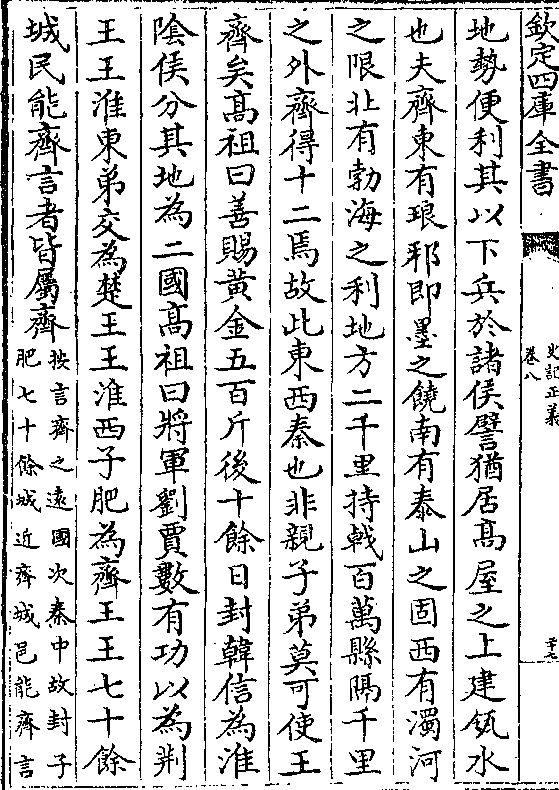 欽定四庫全書
史記正義
卷八
地勢便利其以下兵於諸侯譬猶居髙屋之上建瓴水
也夫齊東有琅邪即墨之饒南有泰山之固西有濁河
之限北有勃海之利地方二千里持戟百萬縣隔千里
之外齊得十二焉故此東西秦也非親子弟莫可使王
齊矣髙祖曰善賜黄金五百斤後十餘日封韓信為淮
陰侯分其地為二國髙祖曰將軍劉賈數有功以為荆
王王淮東弟交為楚王王淮西子肥為齊王王七十餘
城民能齊言者皆屬齊
按言齊之遠國次秦中故封子
肥七十餘城近齊城邑能齊言